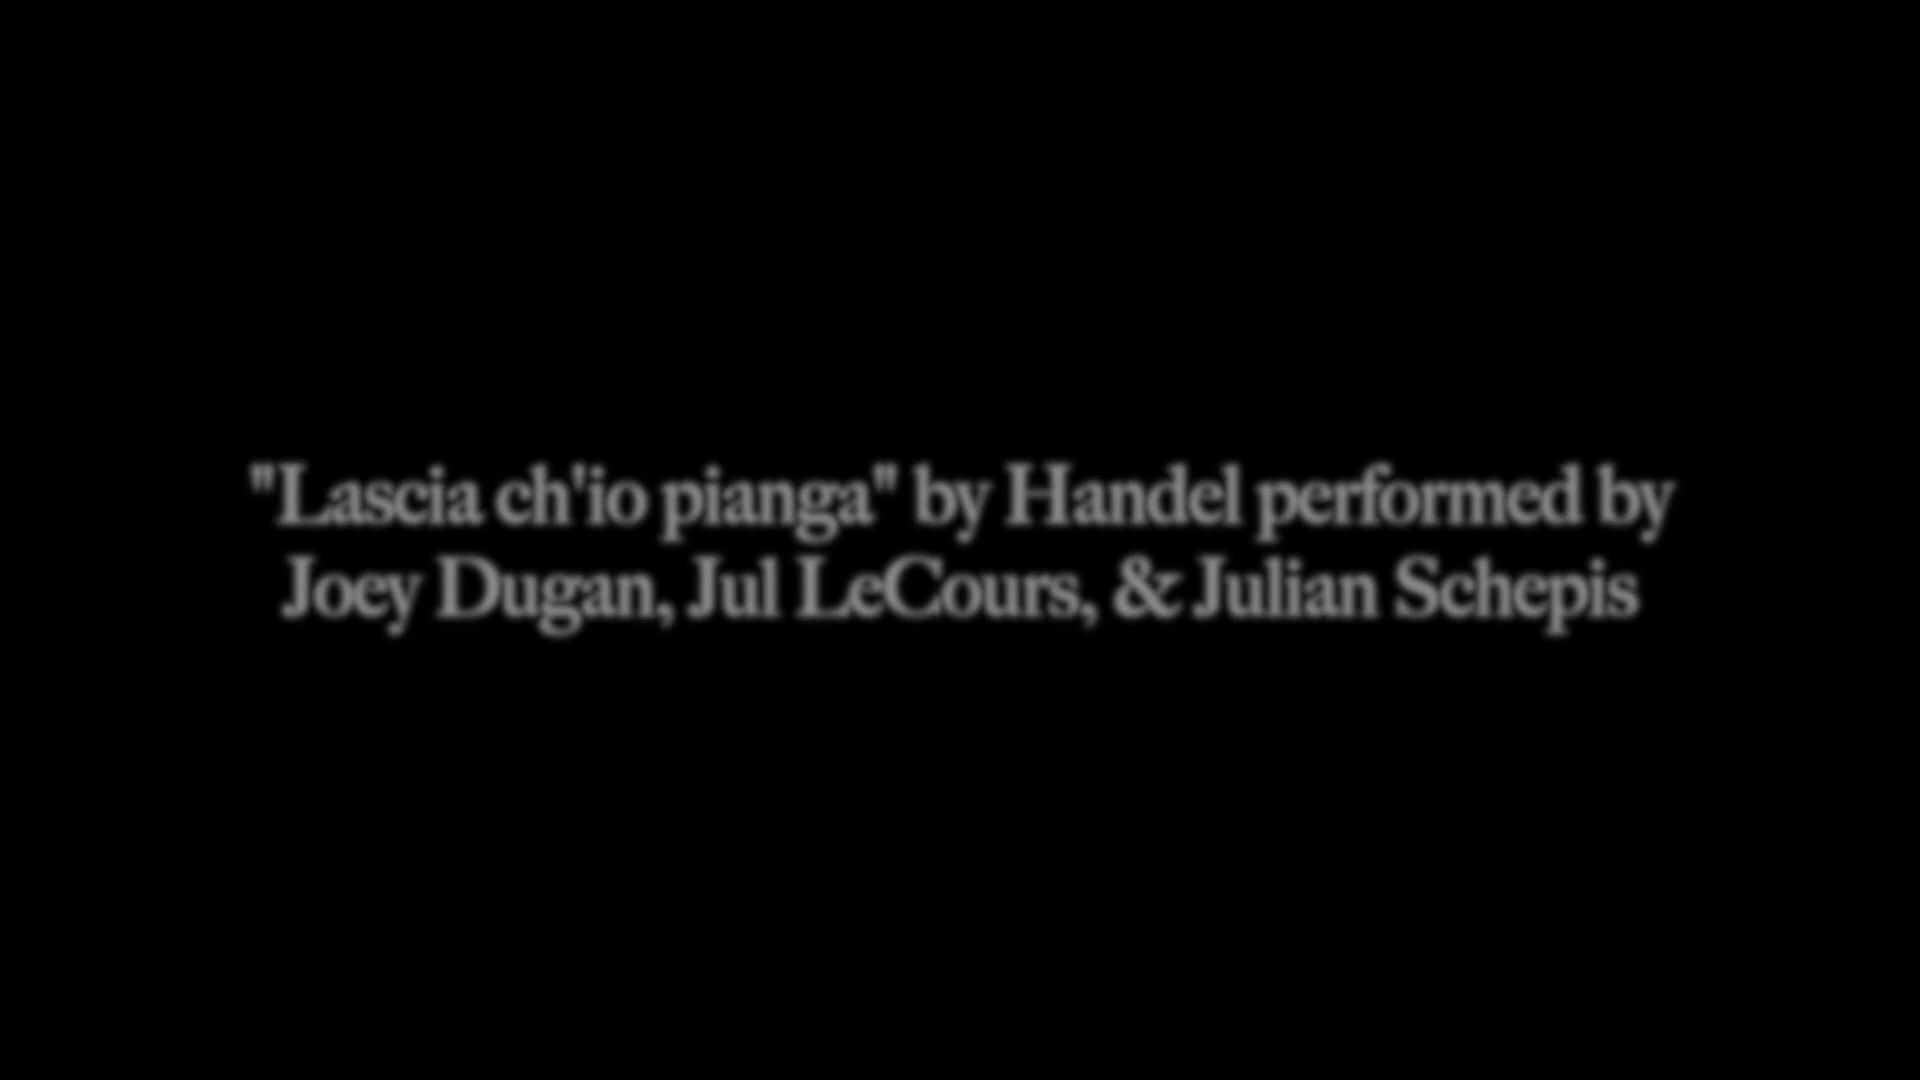 "Lascia ch'io pianga" by Handel performed by
Joey Dugan, Jul LeCours, & Julian Schepis